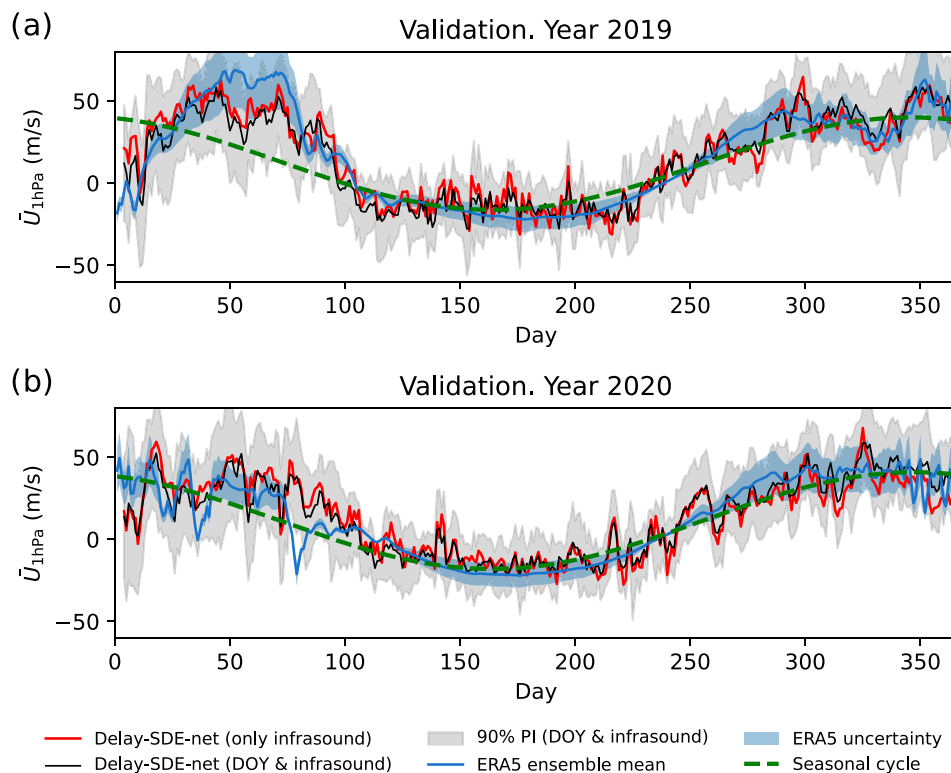 (a)
Validation. Year 2019
Ū1hPa (m/s)
50
0
−50
0 50 100 150 200 250 300 350
Day
(b)
Validation. Year 2020
Ū1hPa (m/s)
50
0
−50
0 50 100 150 200 250 300 350
Day
Delay-SDE-net (only infrasound) 90% PI (DOY & infrasound) ERA5 uncertainty
Delay-SDE-net (DOY & infrasound) ERA5 ensemble mean Seasonal cycle